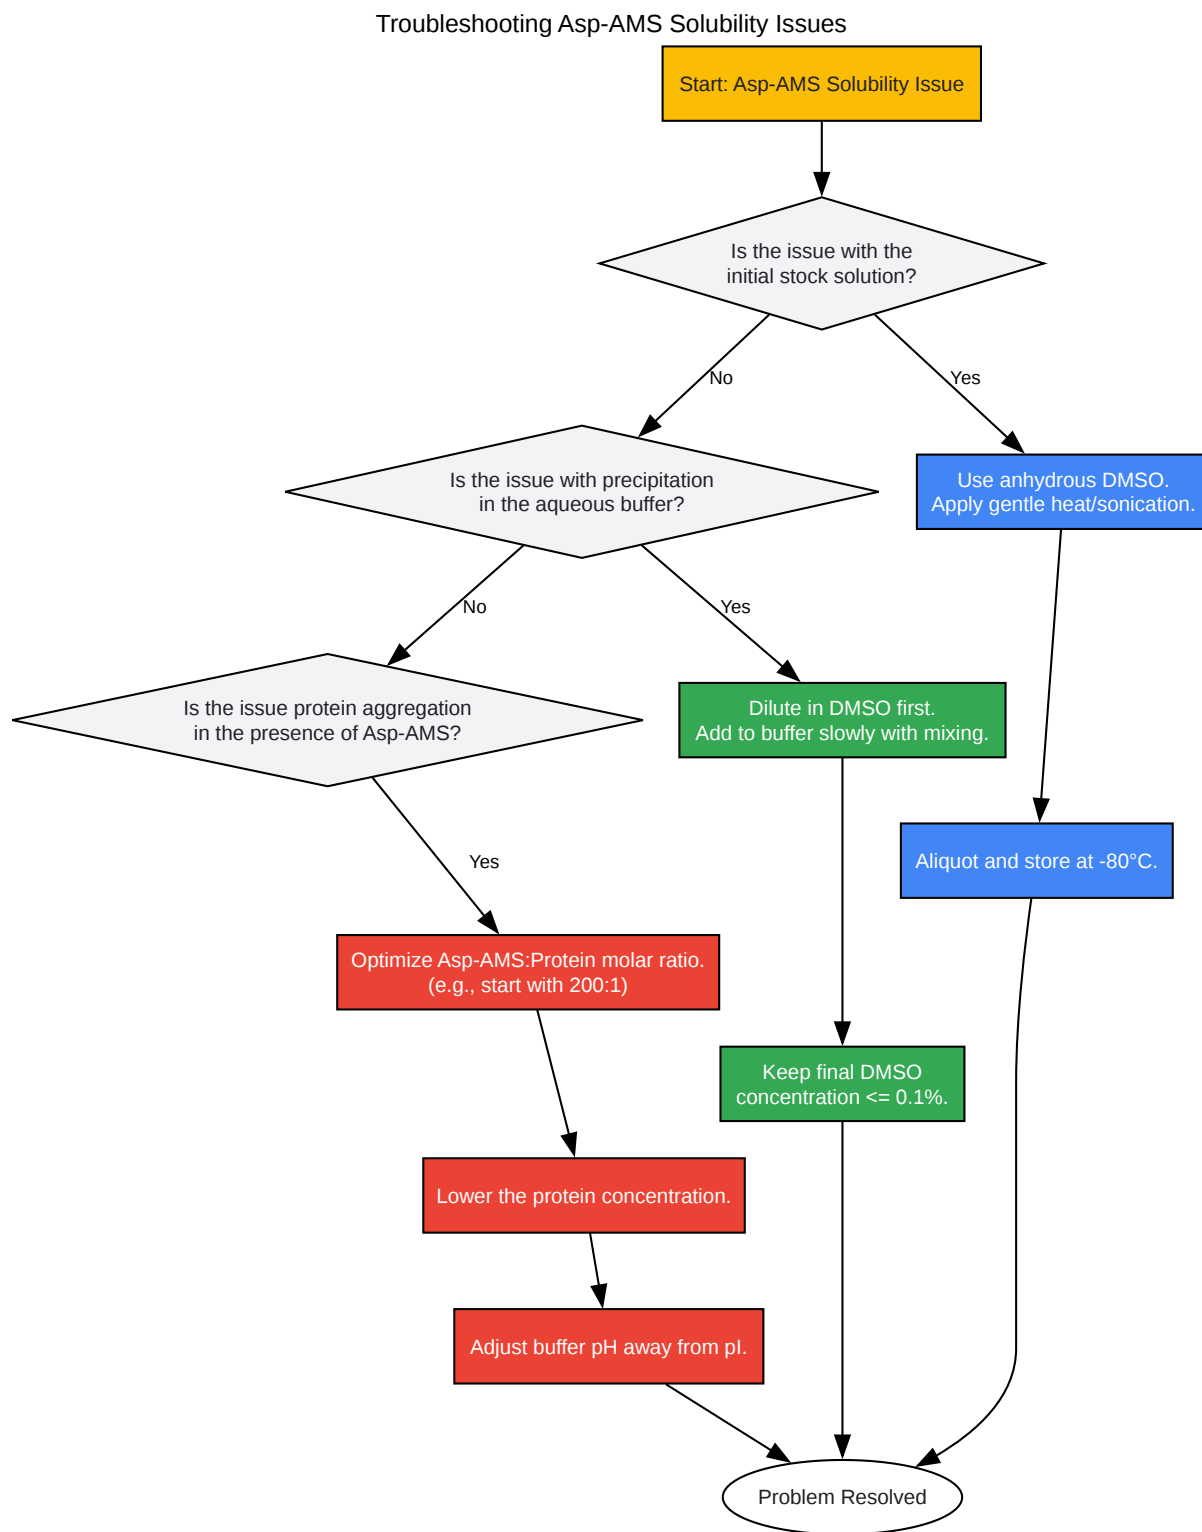 Troubleshooting Asp-AMS Solubility Issues
Start: Asp-AMS Solubility Issue
Is the issue with the
initial stock solution?
No
Yes
Is the issue with precipitation
in the aqueous buffer?
Use anhydrous DMSO.
Apply gentle heat/sonication.
No
Yes
Is the issue protein aggregation
in the presence of Asp-AMS?
Dilute in DMSO first.
Add to buffer slowly with mixing.
Yes
Aliquot and store at -80°C.
Optimize Asp-AMS:Protein molar ratio.
(e.g., start with 200:1)
Keep final DMSO
concentration <= 0.1%.
Lower the protein concentration.
Adjust buffer pH away from pI.
Problem Resolved